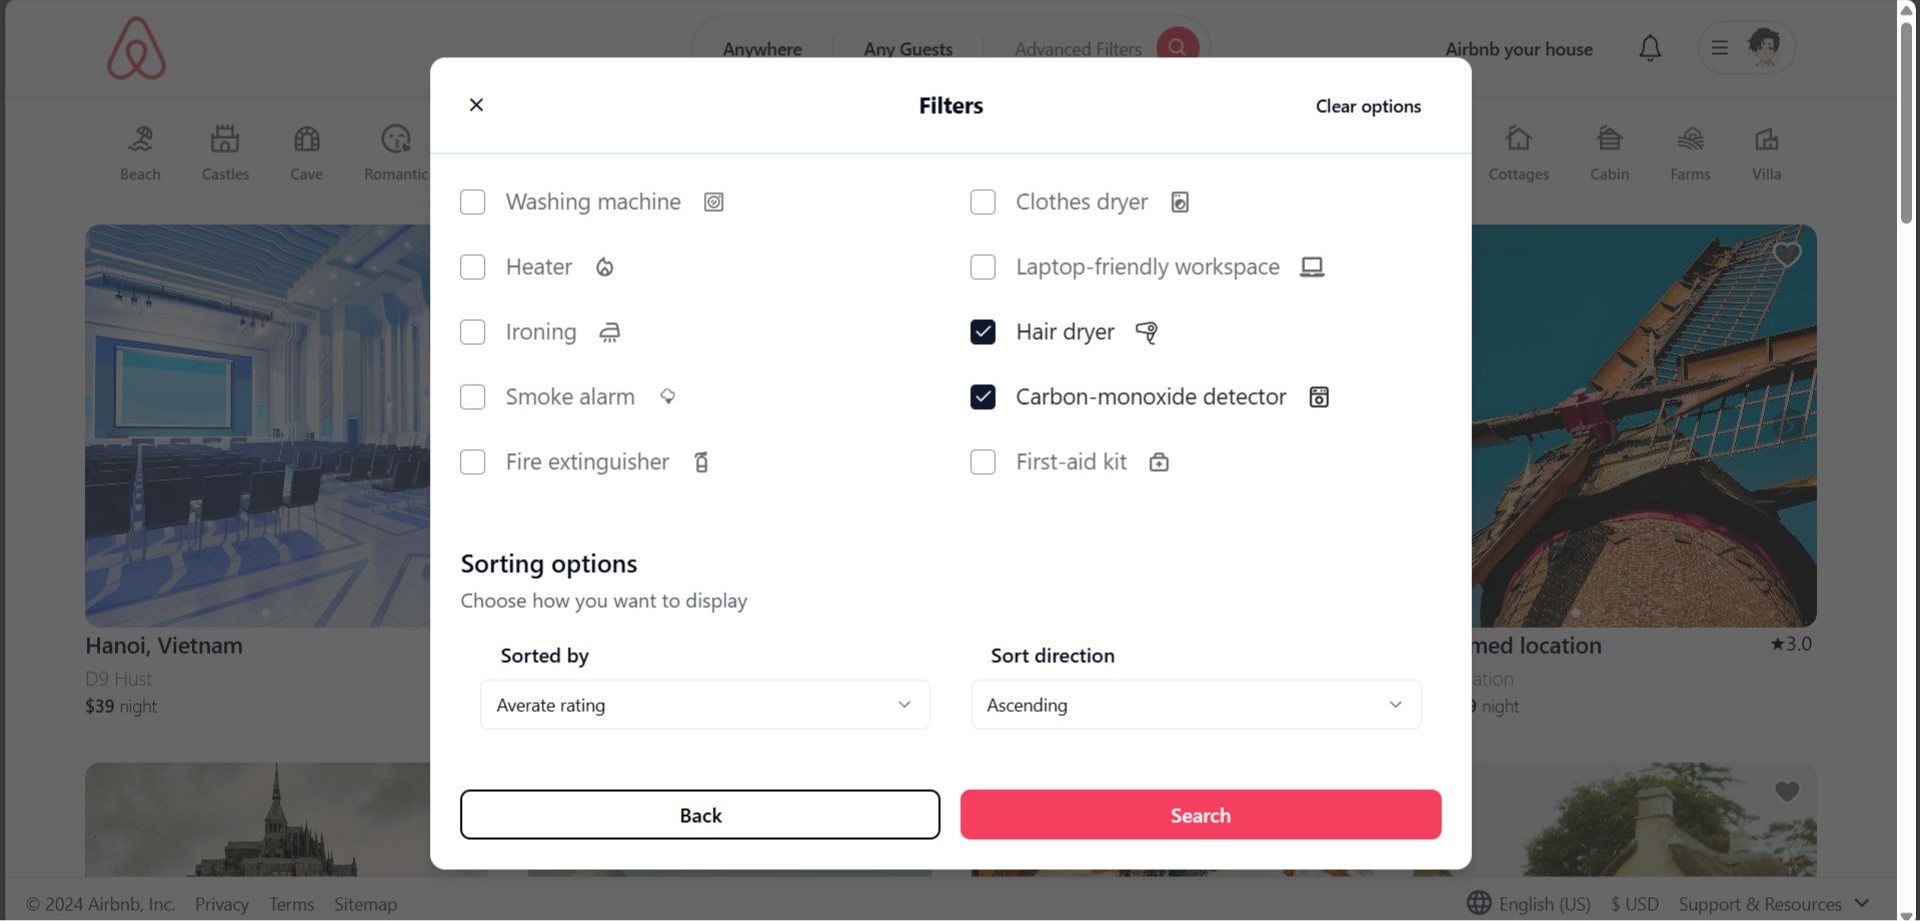 Anywhere
Any Guests
Advanced Filters
Airbnb your house
Beach
Castles
Cave
Romantic
Cottages
Cabin
Farms
Villa
Filters
Clear options
Washing machine
Clothes dryer
Heater
Laptop-friendly workspace
Ironing
Hair dryer
Smoke alarm
Carbon-monoxide detector
Fire extinguisher
First-aid kit
Sorting options
Choose how you want to display
Sorted by
Sort direction
Averate rating
Ascending
Back
Search
Hanoi, Vietnam
D9 Hust
$39 night
med location
★3.0
ation
night
© 2024 Airbnb, Inc. Privacy Terms Sitemap
English (US) $ USD Support & Resources